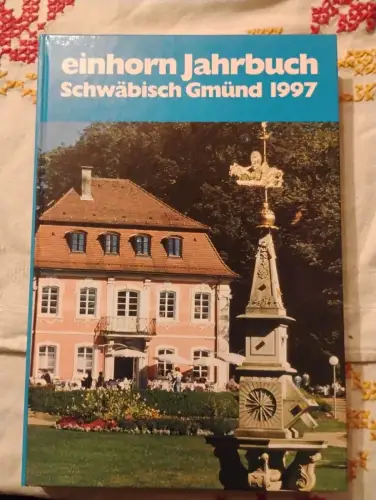 einhorn Jahrbuch
Schwäbisch Gmünd 1997